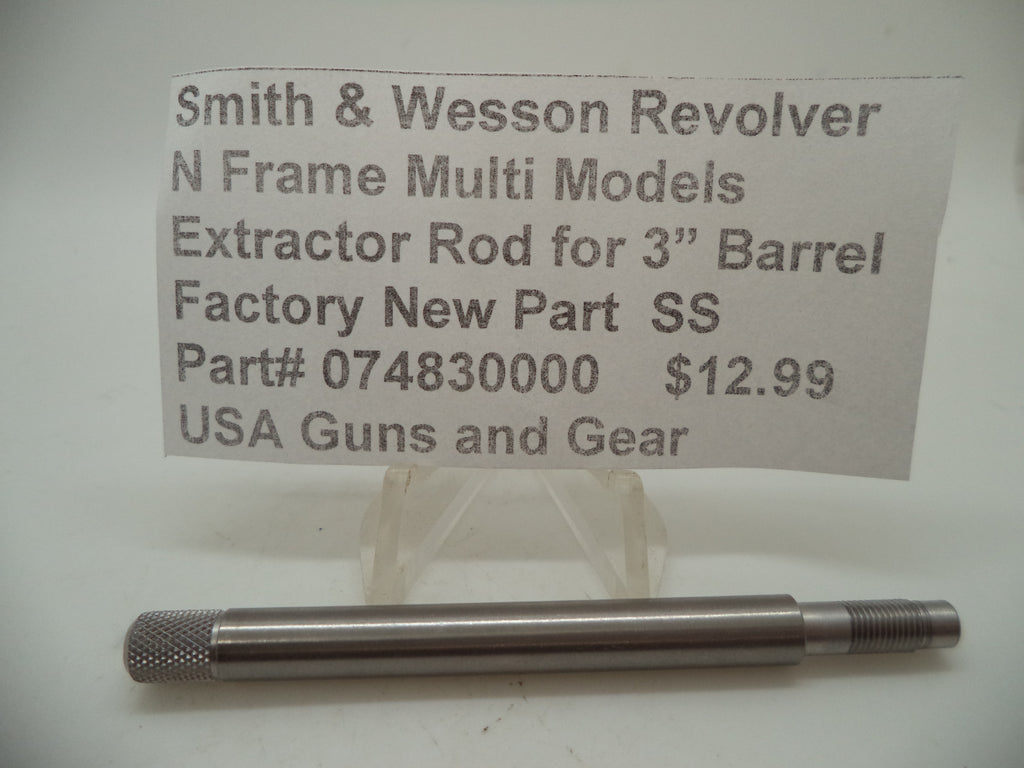 Smith & Wesson Revolver
N Frame Multi Models
Extractor Rod for 3” Barrel
Factory New Part  SS
Part# 074830000    $12.99
USA Guns and Gear